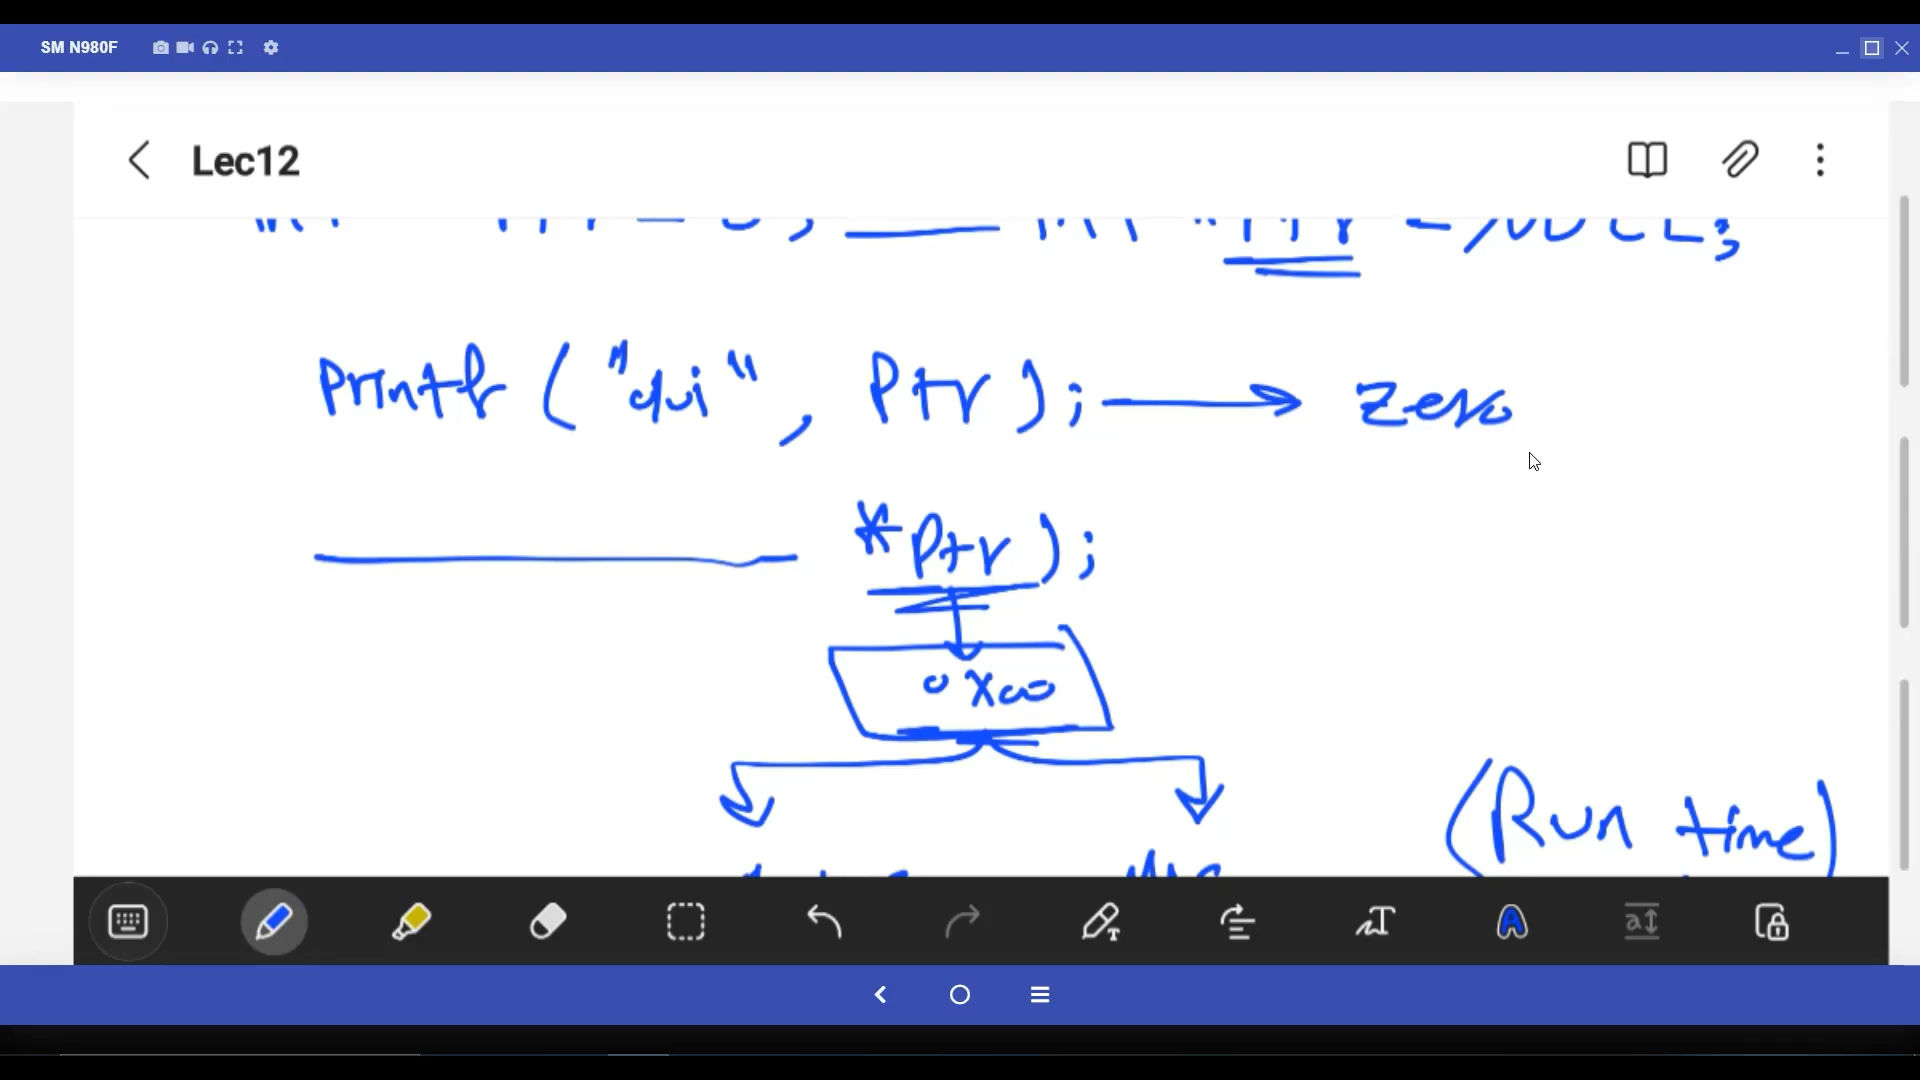 SM N980F
Lec12
Printf ("%i", Ptr); → Zero
*Ptr);
0x00
(Run time)